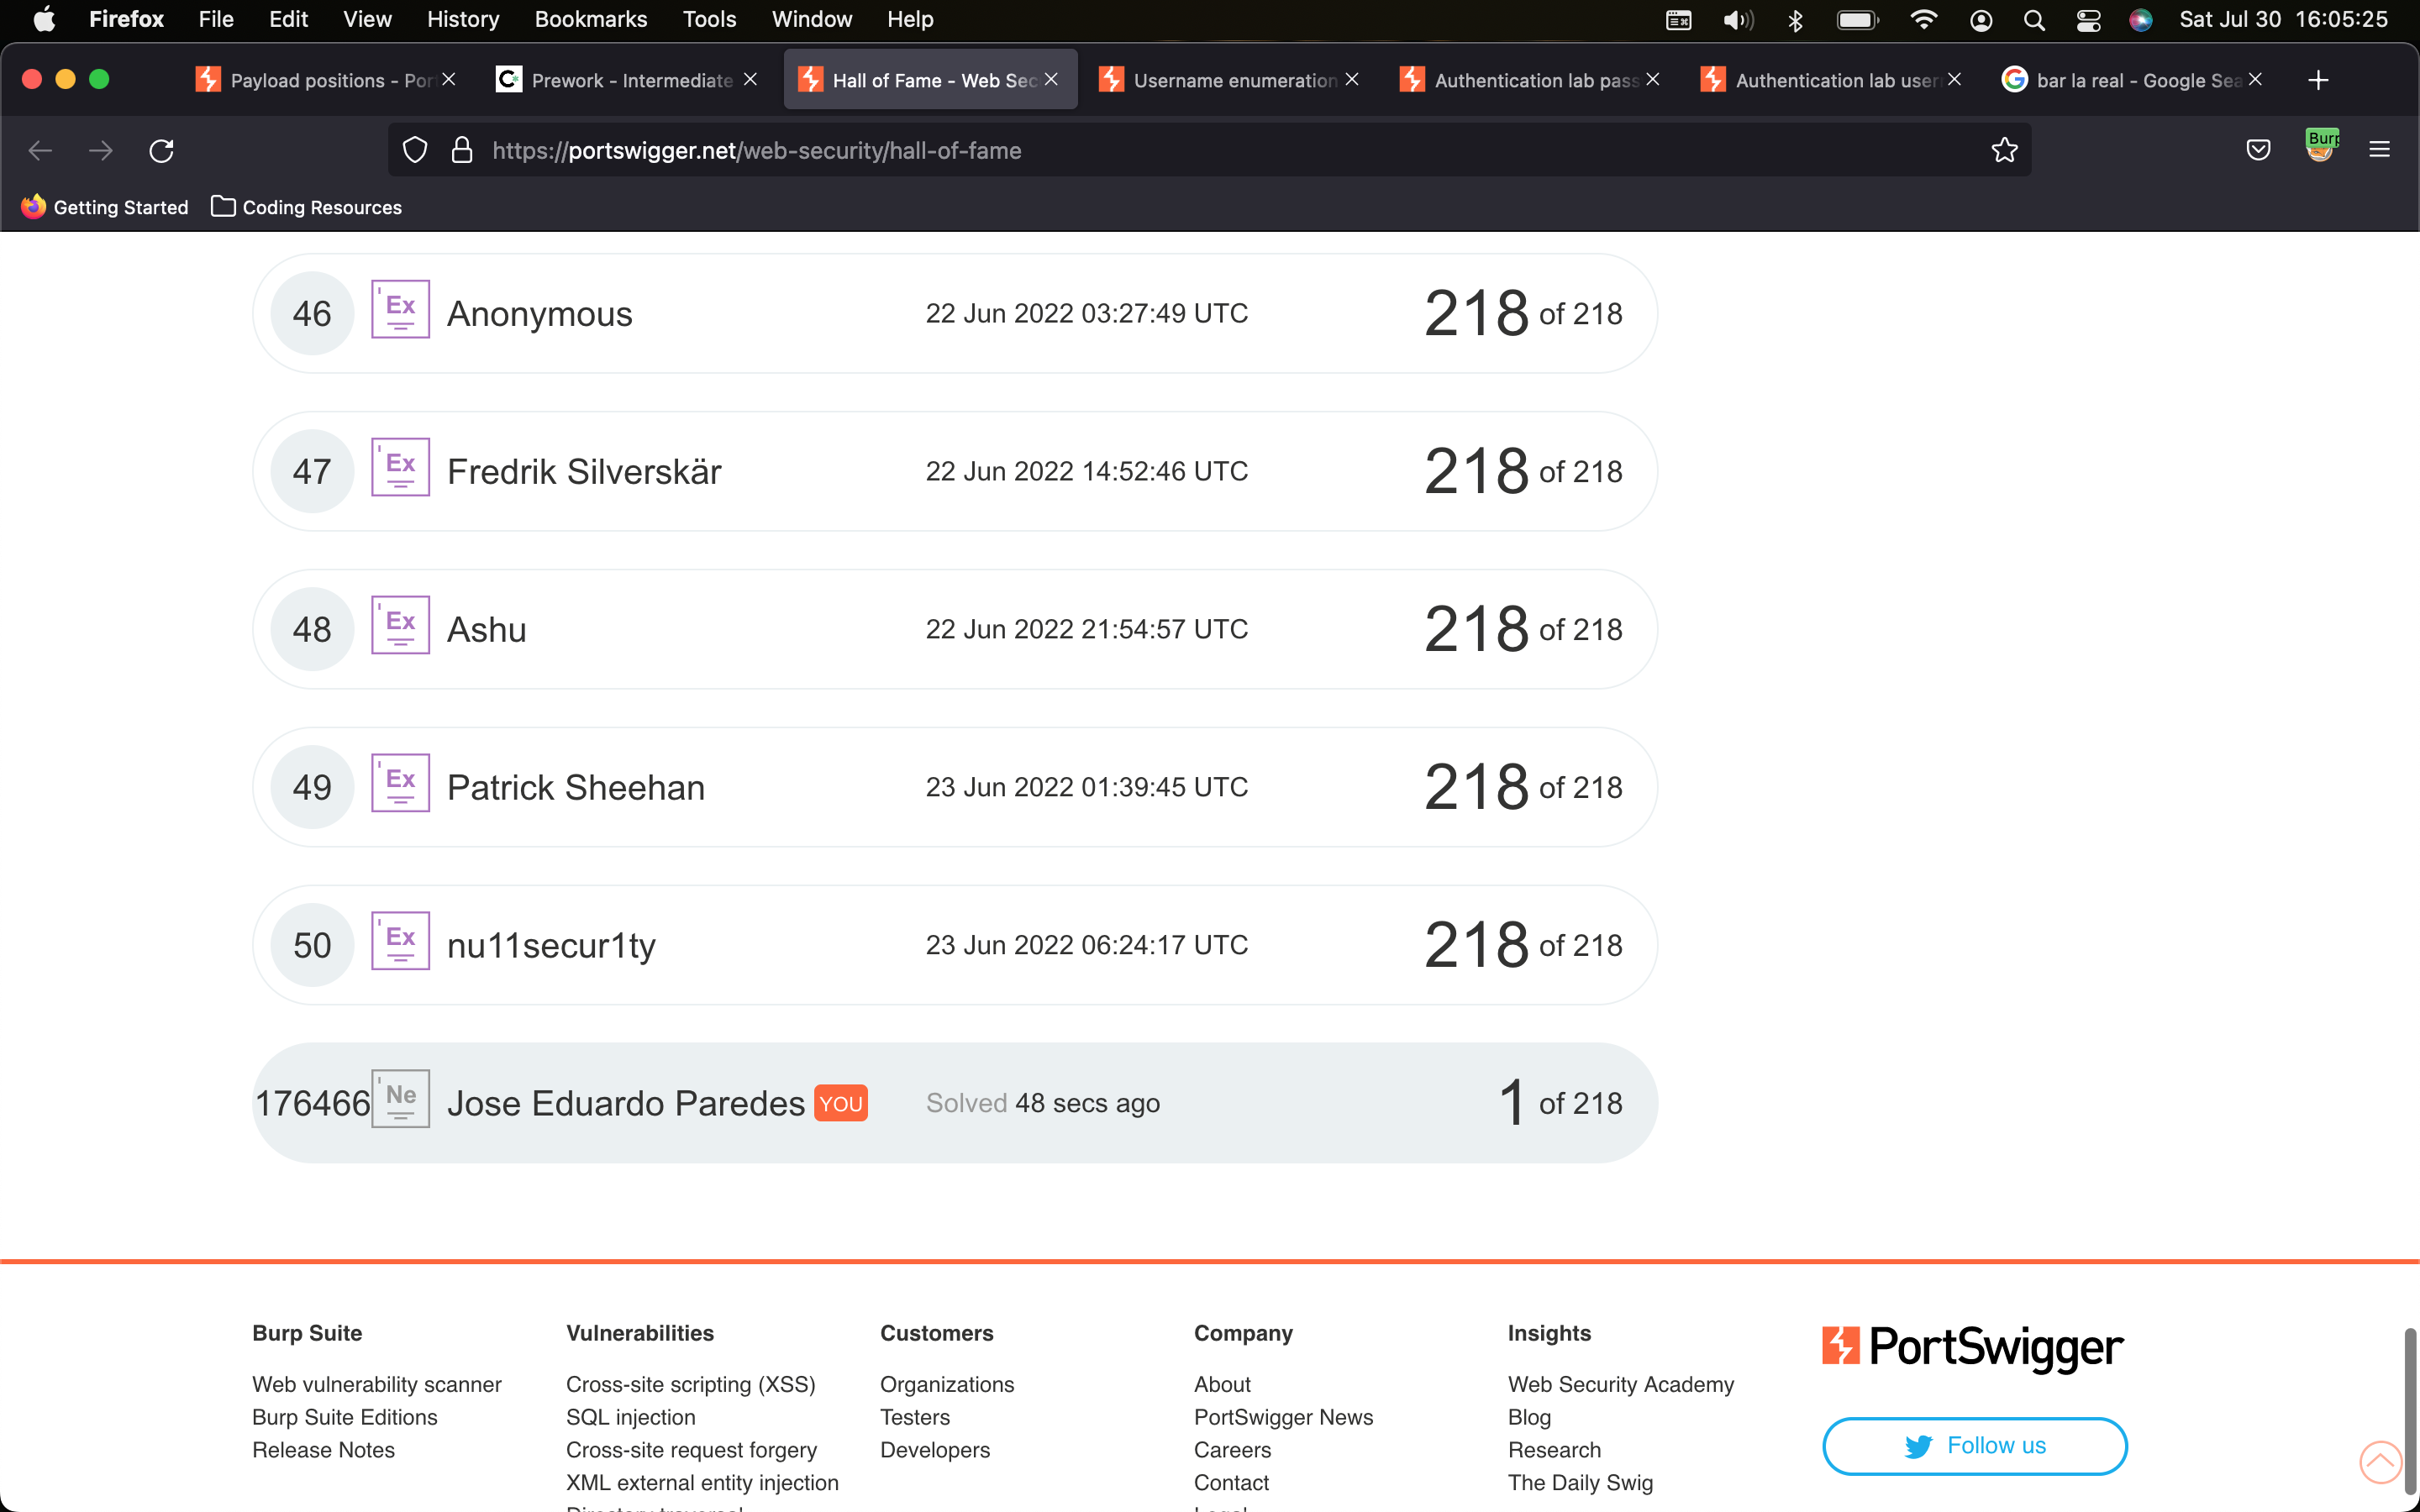 Firefox File Edit View History Bookmarks Tools Window Help Sat Jul 30 16:05:25
Payload positions - Por Prework - Intermediate Hall of Fame - Web Sec Username enumeration Authentication lab pass Authentication lab user bar la real - Google Sea
https://portswigger.net/web-security/hall-of-fame Burp
Getting Started Coding Resources
46 Ex Anonymous 22 Jun 2022 03:27:49 UTC 218 of 218
47 Ex Fredrik Silverskär 22 Jun 2022 14:52:46 UTC 218 of 218
48 Ex Ashu 22 Jun 2022 21:54:57 UTC 218 of 218
49 Ex Patrick Sheehan 23 Jun 2022 01:39:45 UTC 218 of 218
50 Ex nu11secur1ty 23 Jun 2022 06:24:17 UTC 218 of 218
176466 Ne Jose Eduardo Paredes YOU Solved 48 secs ago 1 of 218
Burp Suite Vulnerabilities Customers Company Insights PortSwigger
Web vulnerability scanner Cross-site scripting (XSS) Organizations About Web Security Academy
Burp Suite Editions SQL injection Testers PortSwigger News Blog Follow us
Release Notes Cross-site request forgery Developers Careers Research
XML external entity injection Contact The Daily Swig